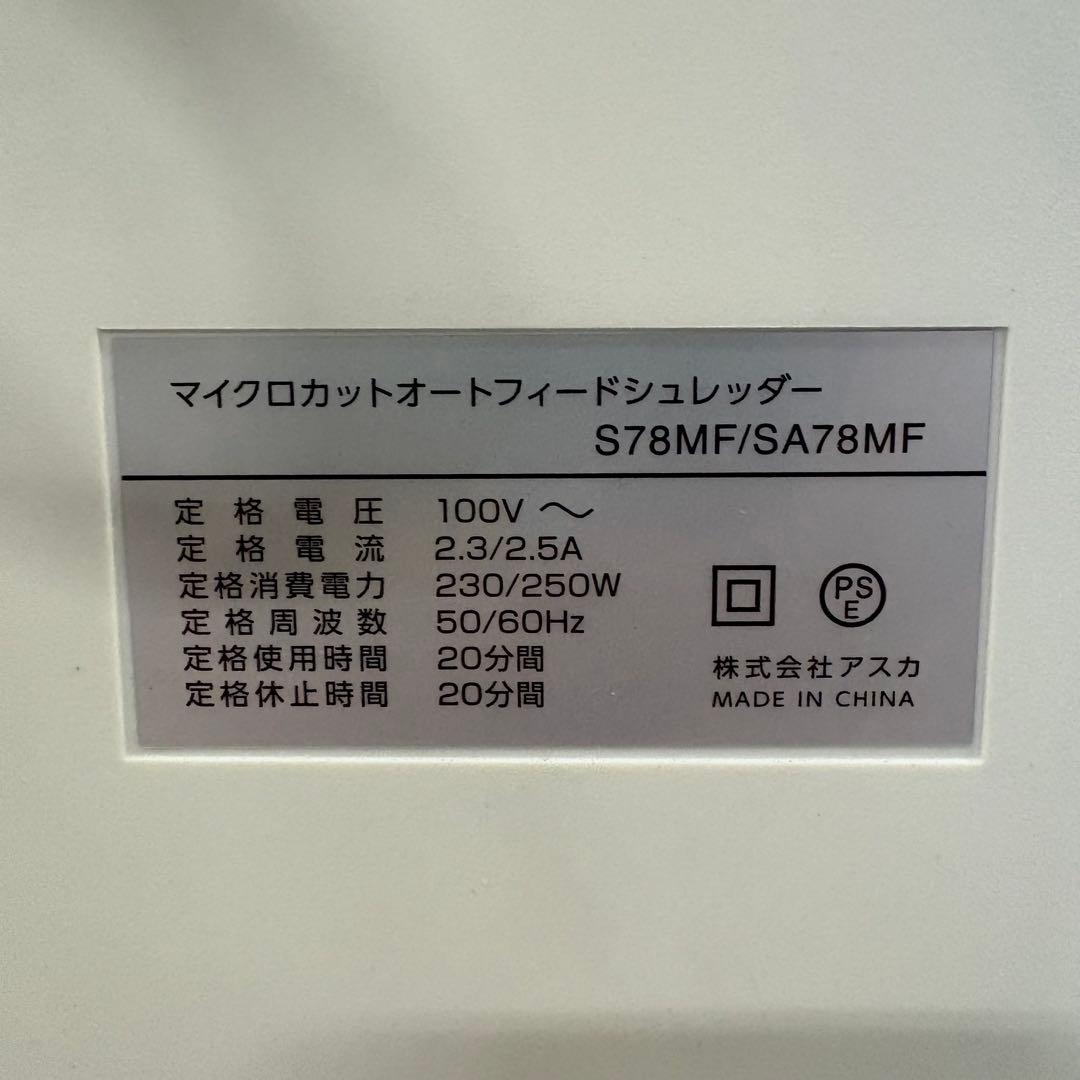 マイクロカットオートフィードシュレッダー
S78MF/SA78MF
定格電圧 100V ～
定格電流 2.3/2.5A
定格消費電力 230/250W
定格周波数 50/60Hz
定格使用時間 20分間
定格休止時間 20分間
PSE
株式会社アスカ
MADE IN CHINA